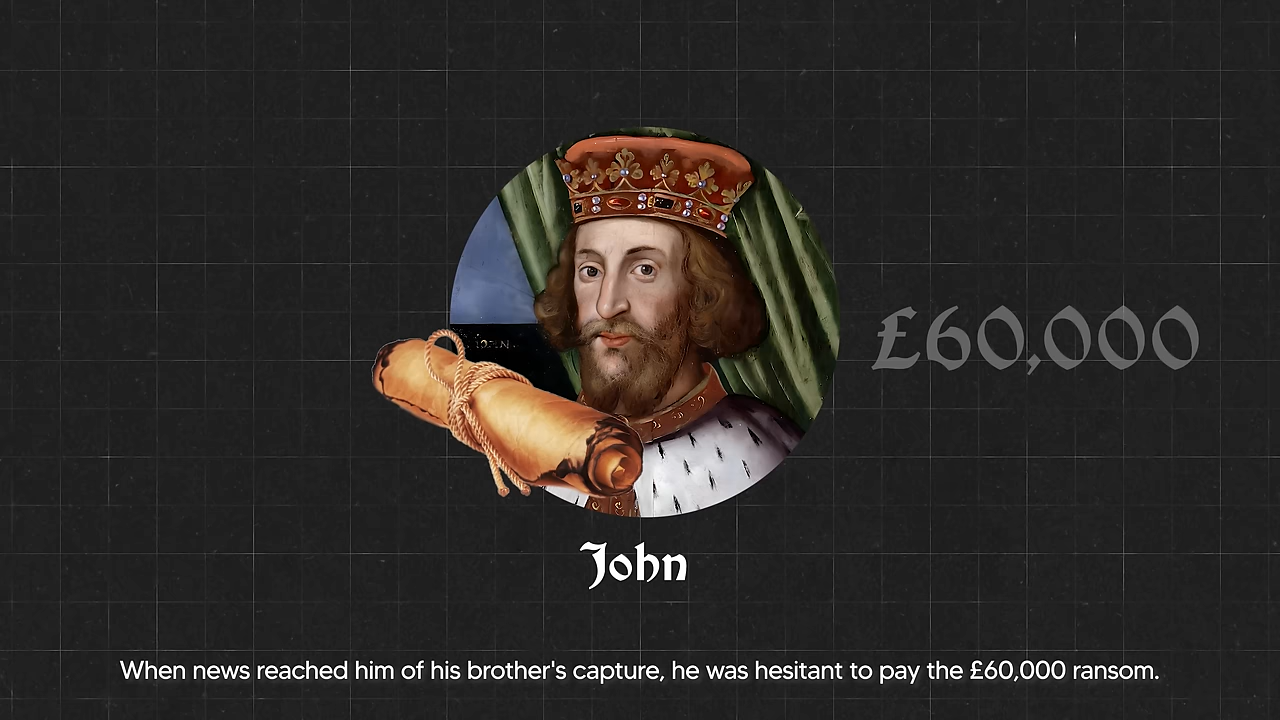 £60,000
John
When news reached him of his brother's capture, he was hesitant to pay the £60,000 ransom.